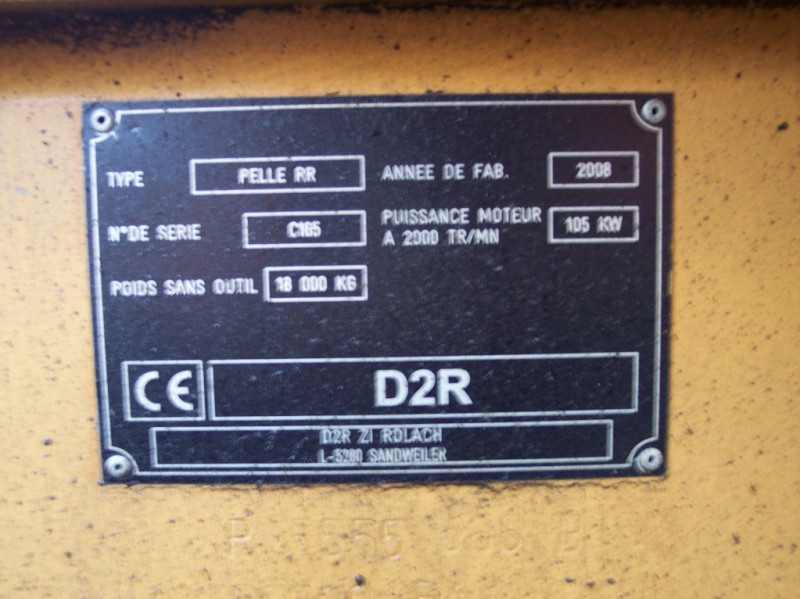 TYPE PELLE RR
ANNEE DE FAB. 2008
N°DE SERIE C165
PUISSANCE MOTEUR
A 2000 TR/MN 105 KW
POIDS SANS OUTIL 18 000 KG
CE D2R
D2R ZI ROLACH
L-5280 SANDWEILER